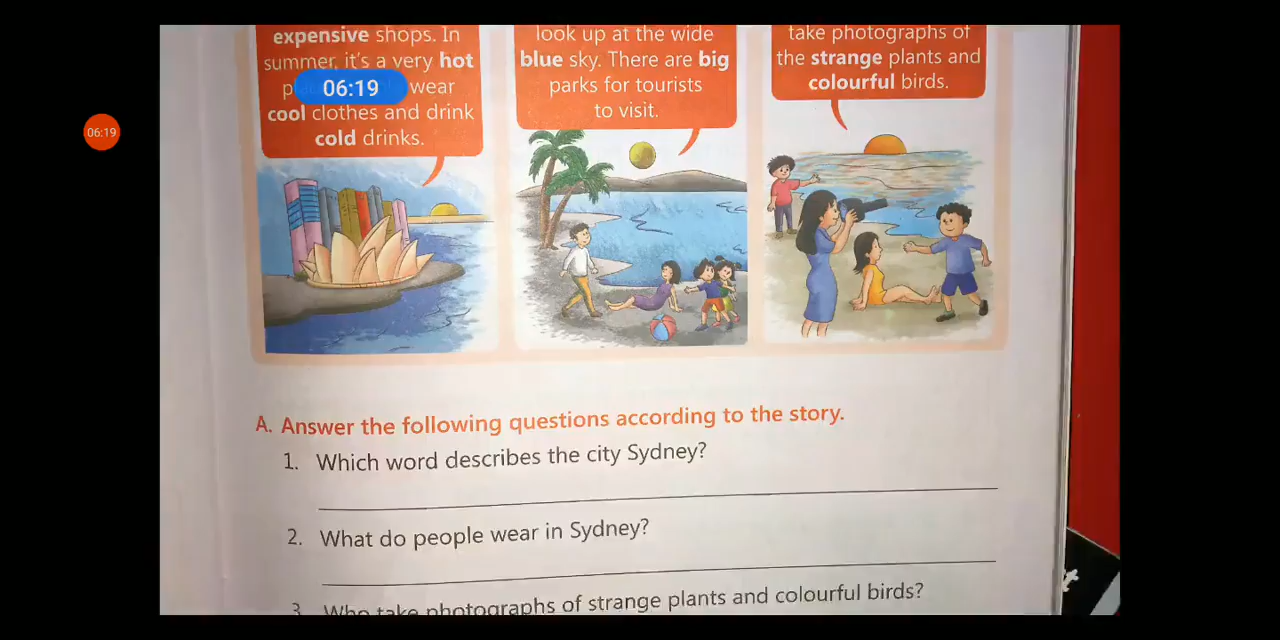 expensive shops. In
summer, it's a very hot
wear
cool clothes and drink
cold drinks.
look up at the wide
blue sky. There are big
parks for tourists
to visit.
take photographs of
the strange plants and
colourful birds.
06:19
06:19
A. Answer the following questions according to the story.
1. Which word describes the city Sydney?
2. What do people wear in Sydney?
3. Who take photographs of strange plants and colourful birds?